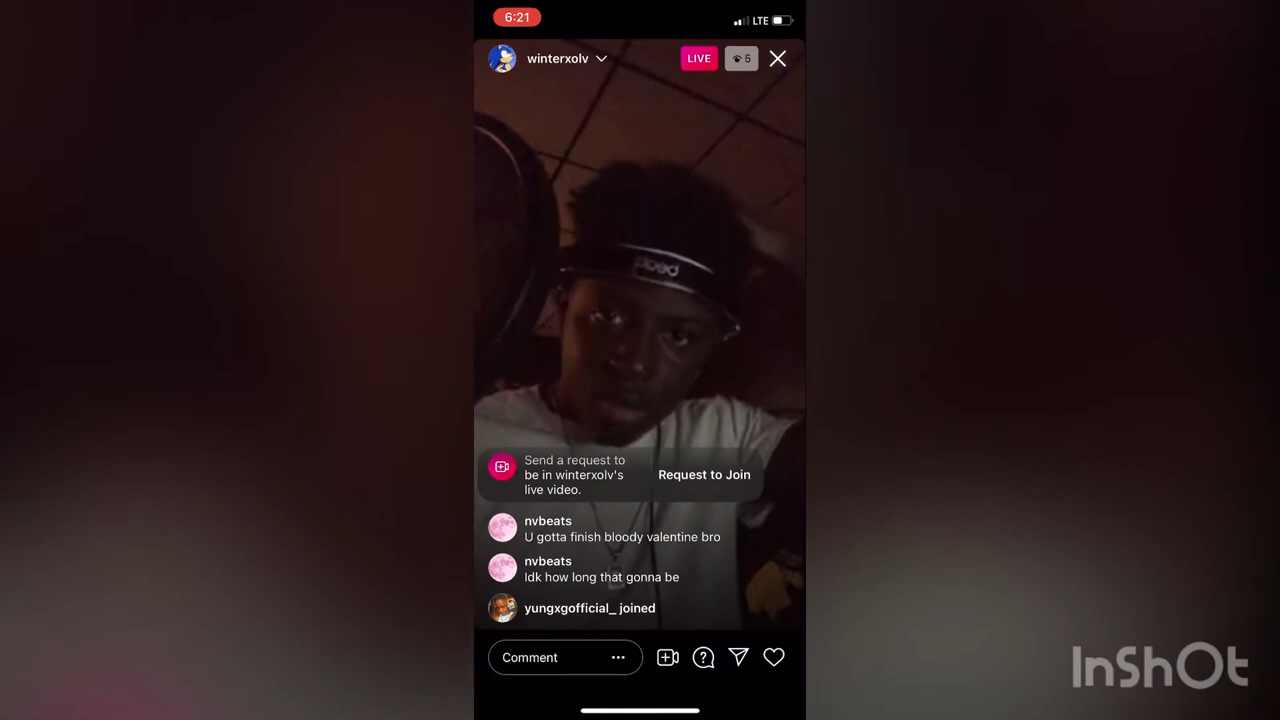 6:21
LTE
winterxolv
LIVE
5
Send a request to
be in winterxolv's
live video.
Request to Join
nvbeats
U gotta finish bloody valentine bro
nvbeats
Idk how long that gonna be
yungxgofficial_ joined
Comment
InShOt